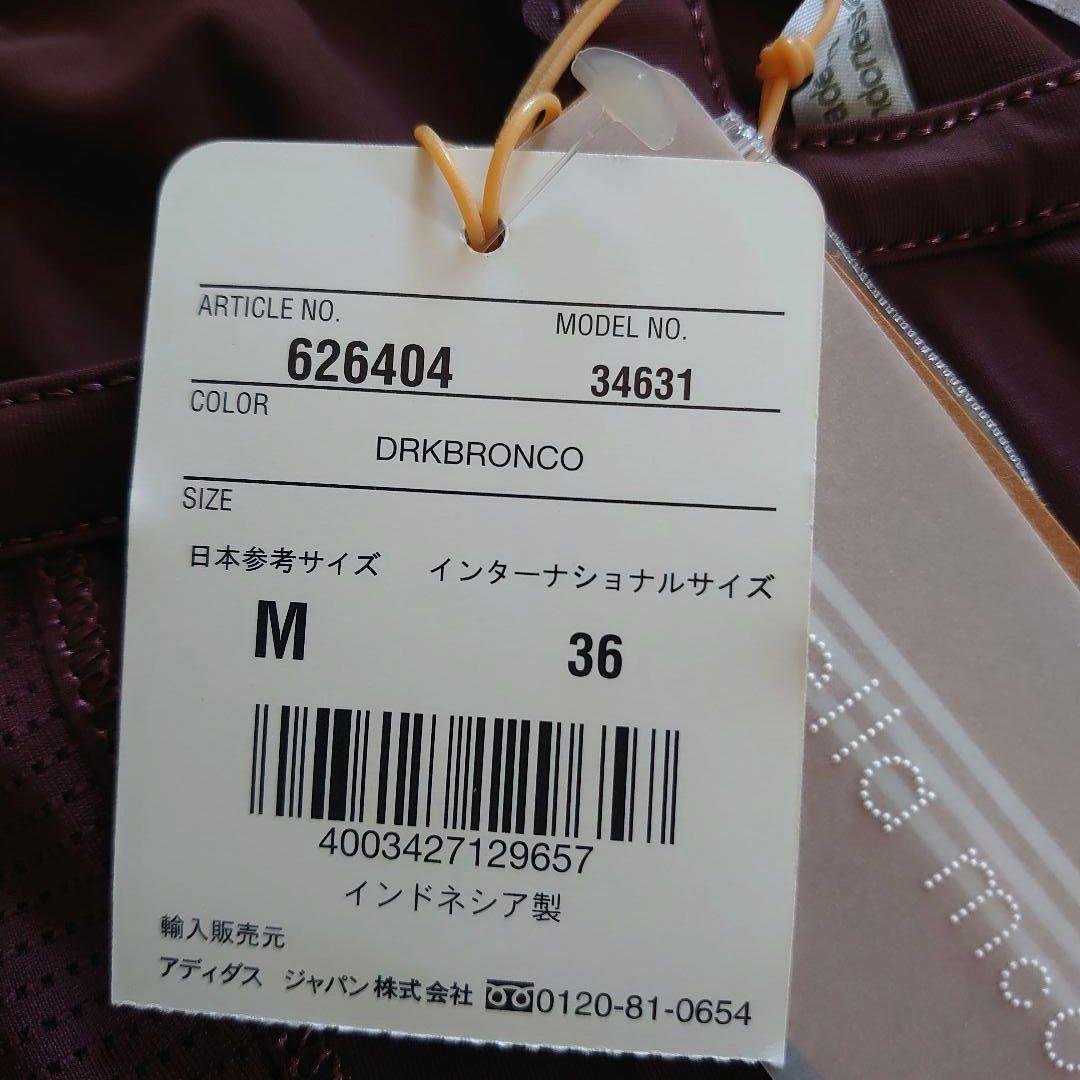 ARTICLE NO.
MODEL NO.
626404
34631
COLOR
DRKBRONCO
SIZE
日本参考サイズ インターナショナルサイズ
M 36
4003427129657
インドネシア製
輸入販売元
アディダス ジャパン株式会社 0120-81-0654
ella mc